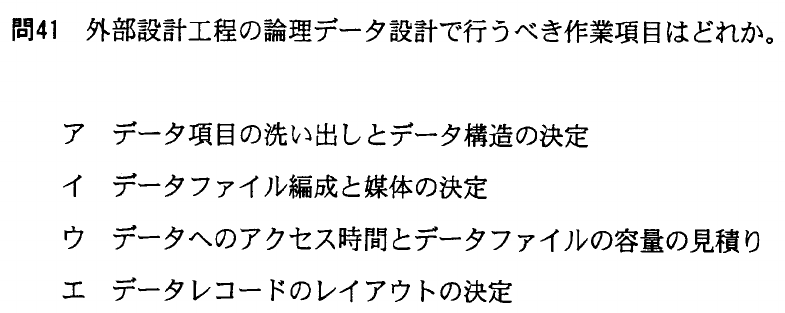 問41 外部設計工程の論理データ設計で行うべき作業項目はどれか。
ア データ項目の洗い出しとデータ構造の決定
イ データファイル編成と媒体の決定
ウ データへのアクセス時間とデータファイルの容量の見積り
エ データレコードのレイアウトの決定